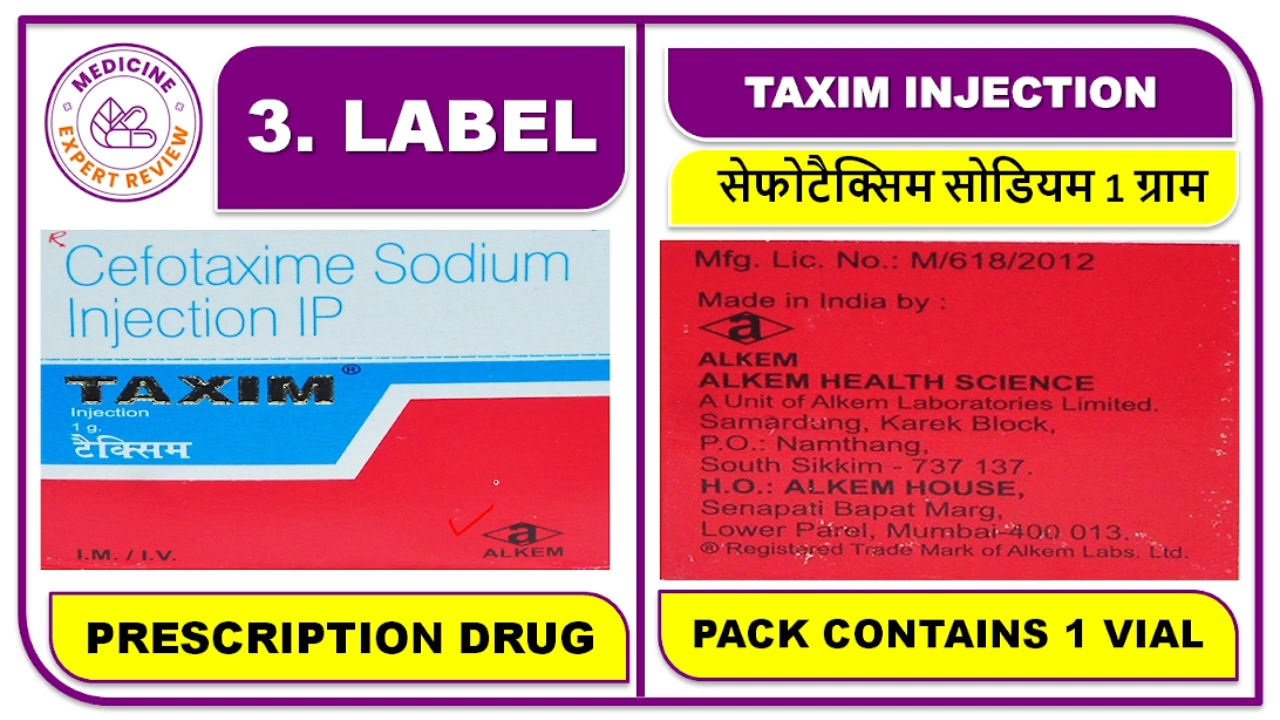 MEDICINE
EXPERT REVIEW
3. LABEL
R
Cefotaxime Sodium
Injection IP
TAXIM®
Injection
1 g.
टैक्सिम
I.M. / I.V.
a
ALKEM
PRESCRIPTION DRUG
TAXIM INJECTION
सेफोटैक्सिम सोडियम 1 ग्राम
Mfg. Lic. No.: M/618/2012
Made in India by :
a
ALKEM
ALKEM HEALTH SCIENCE
A Unit of Alkem Laboratories Limited.
Samardung, Karek Block,
P.O.: Namthang,
South Sikkim - 737 137.
H.O.: ALKEM HOUSE,
Senapati Bapat Marg,
Lower Parel, Mumbai-400 013.
® Registered Trade Mark of Alkem Labs. Ltd.
PACK CONTAINS 1 VIAL